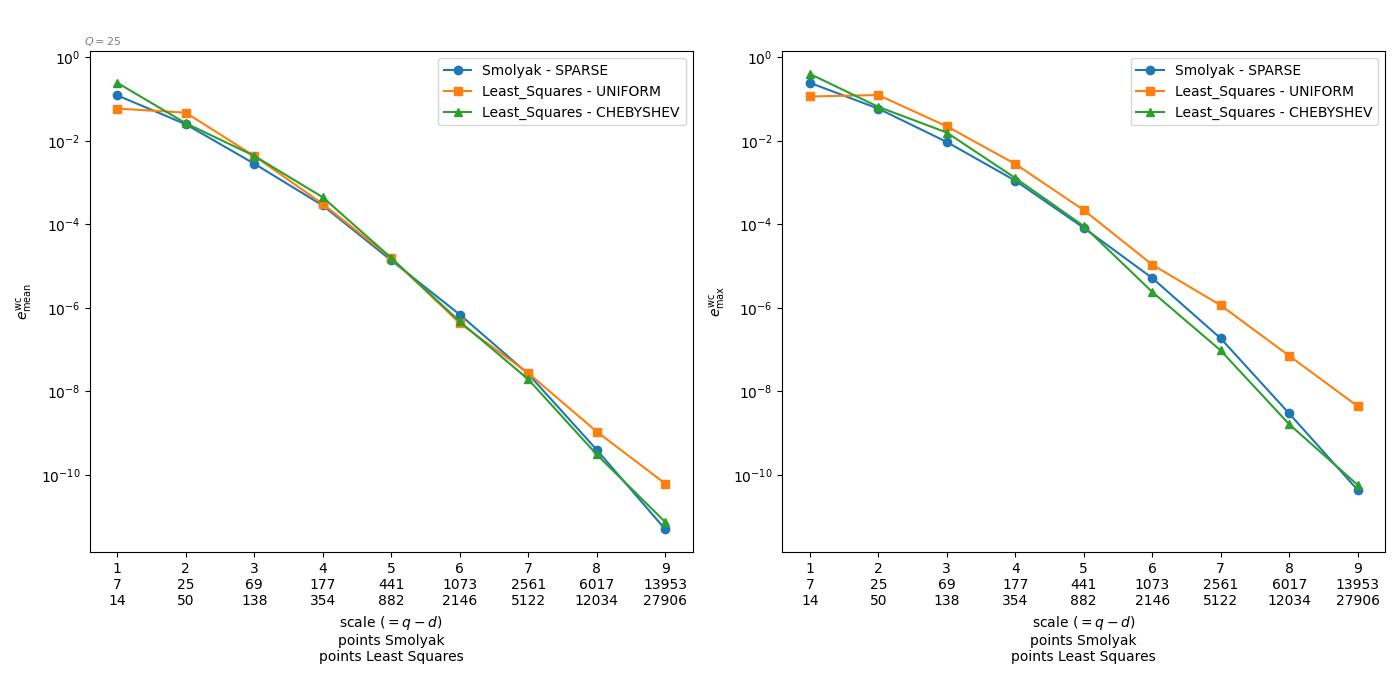 Q = 25
10^0
10^-2
10^-4
10^-6
10^-8
10^-10
e^wc_mean
Smolyak - SPARSE
Least_Squares - UNIFORM
Least_Squares - CHEBYSHEV
1 2 3 4 5 6 7 8 9
7 25 69 177 441 1073 2561 6017 13953
14 50 138 354 882 2146 5122 12034 27906
scale (= q − d)
points Smolyak
points Least Squares
10^0
10^-2
10^-4
10^-6
10^-8
10^-10
e^wc_max
Smolyak - SPARSE
Least_Squares - UNIFORM
Least_Squares - CHEBYSHEV
1 2 3 4 5 6 7 8 9
7 25 69 177 441 1073 2561 6017 13953
14 50 138 354 882 2146 5122 12034 27906
scale (= q − d)
points Smolyak
points Least Squares